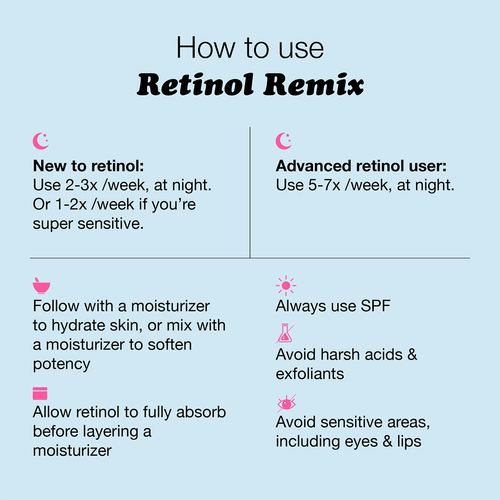 How to use
Retinol Remix
New to retinol:
Use 2-3x /week, at night.
Or 1-2x /week if you're
super sensitive.
Advanced retinol user:
Use 5-7x /week, at night.
Follow with a moisturizer
to hydrate skin, or mix with
a moisturizer to soften
potency
Allow retinol to fully absorb
before layering a
moisturizer
Always use SPF
Avoid harsh acids &
exfoliants
Avoid sensitive areas,
including eyes & lips